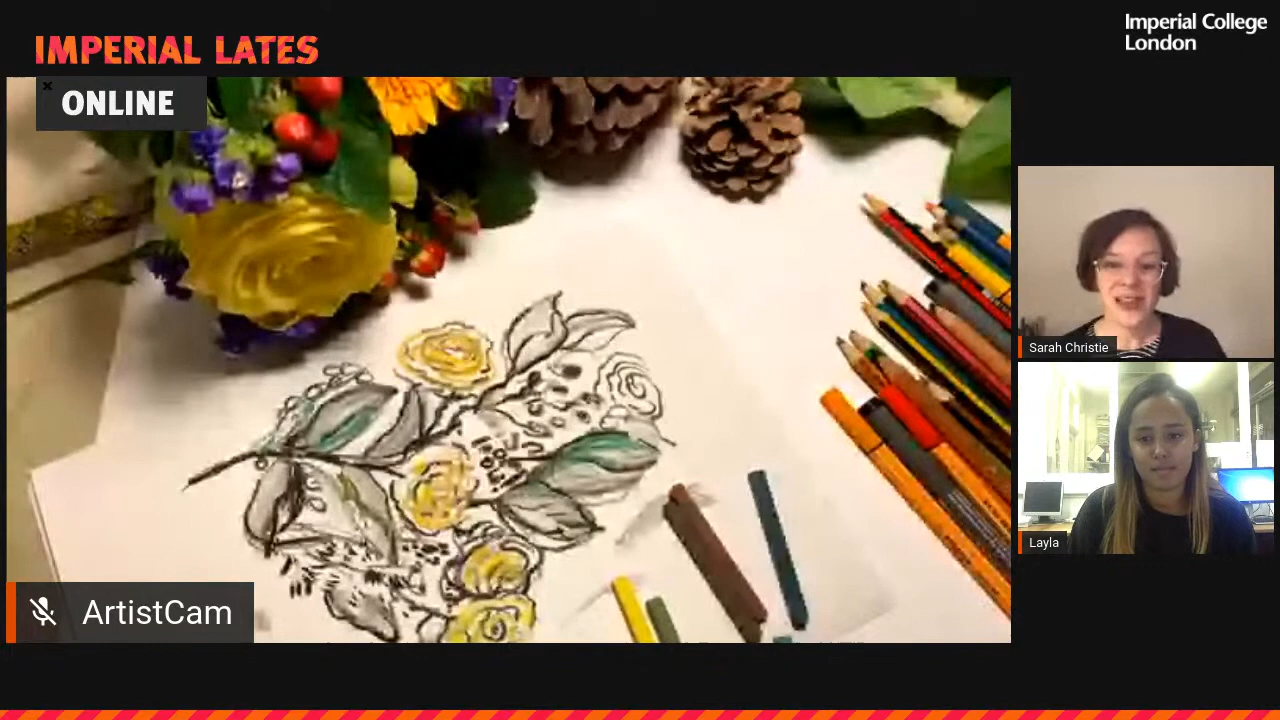 IMPERIAL LATES
ONLINE
Imperial College
London
ArtistCam
Sarah Christie
Layla